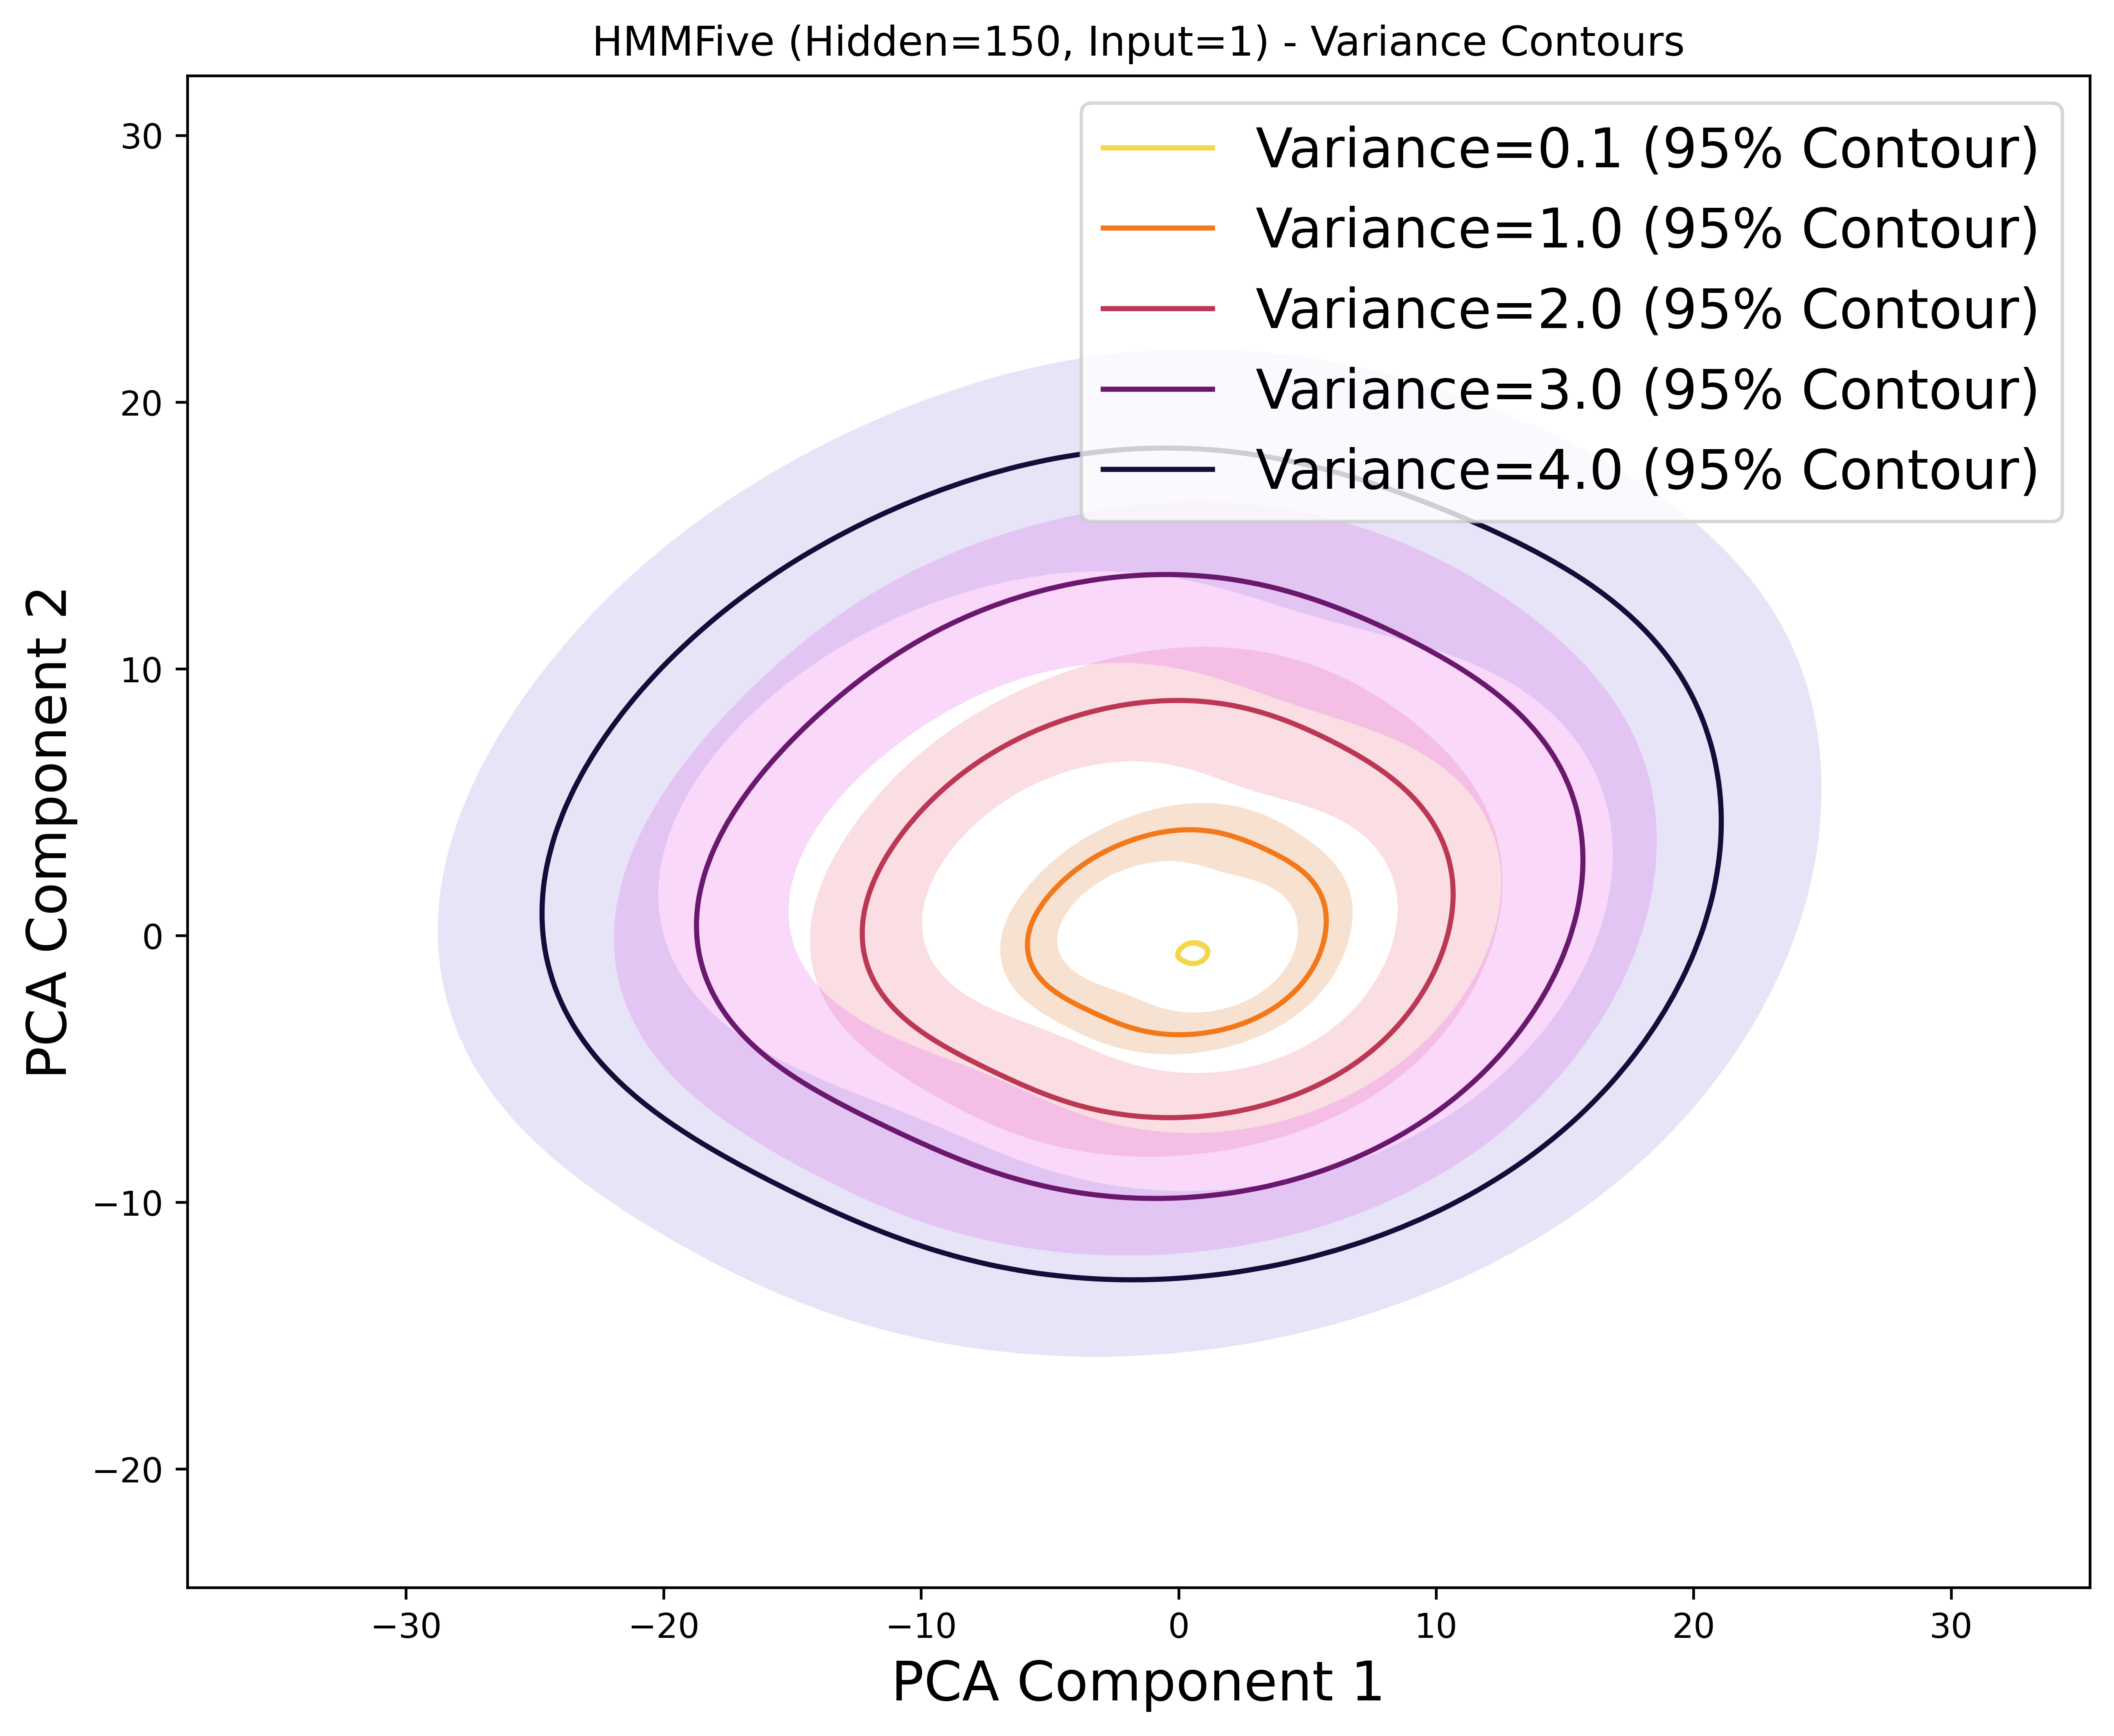 HMMFive (Hidden=150, Input=1) - Variance Contours
Variance=0.1 (95% Contour)
Variance=1.0 (95% Contour)
Variance=2.0 (95% Contour)
Variance=3.0 (95% Contour)
Variance=4.0 (95% Contour)
PCA Component 2
30
20
10
0
−10
−20
−30
−20
−10
0
10
20
30
PCA Component 1